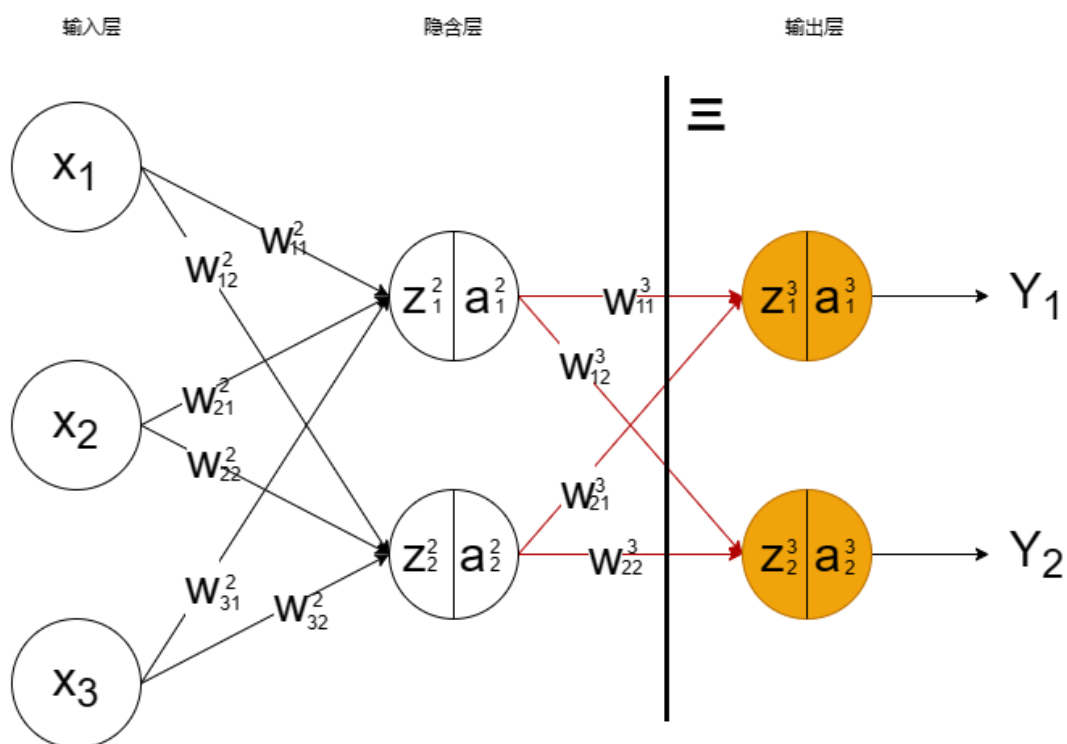 输入层 隐含层 输出层
三
x₁
W²₁₁
W²₁₂
z²₁ a²₁
W³₁₁
z³₁ a³₁
Y₁
W³₁₂
W²₂₁
x₂
W²₂₂
W³₂₁
z²₂ a²₂
W³₂₂
z³₂ a³₂
Y₂
W²₃₁
W²₃₂
x₃